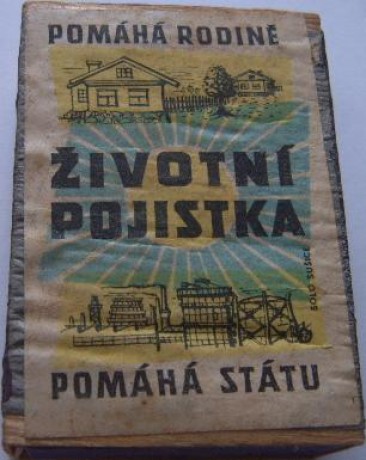 POMÁHÁ RODINĚ
ŽIVOTNÍ
POJISTKA
SOLO SUŠICE
POMÁHÁ STÁTU